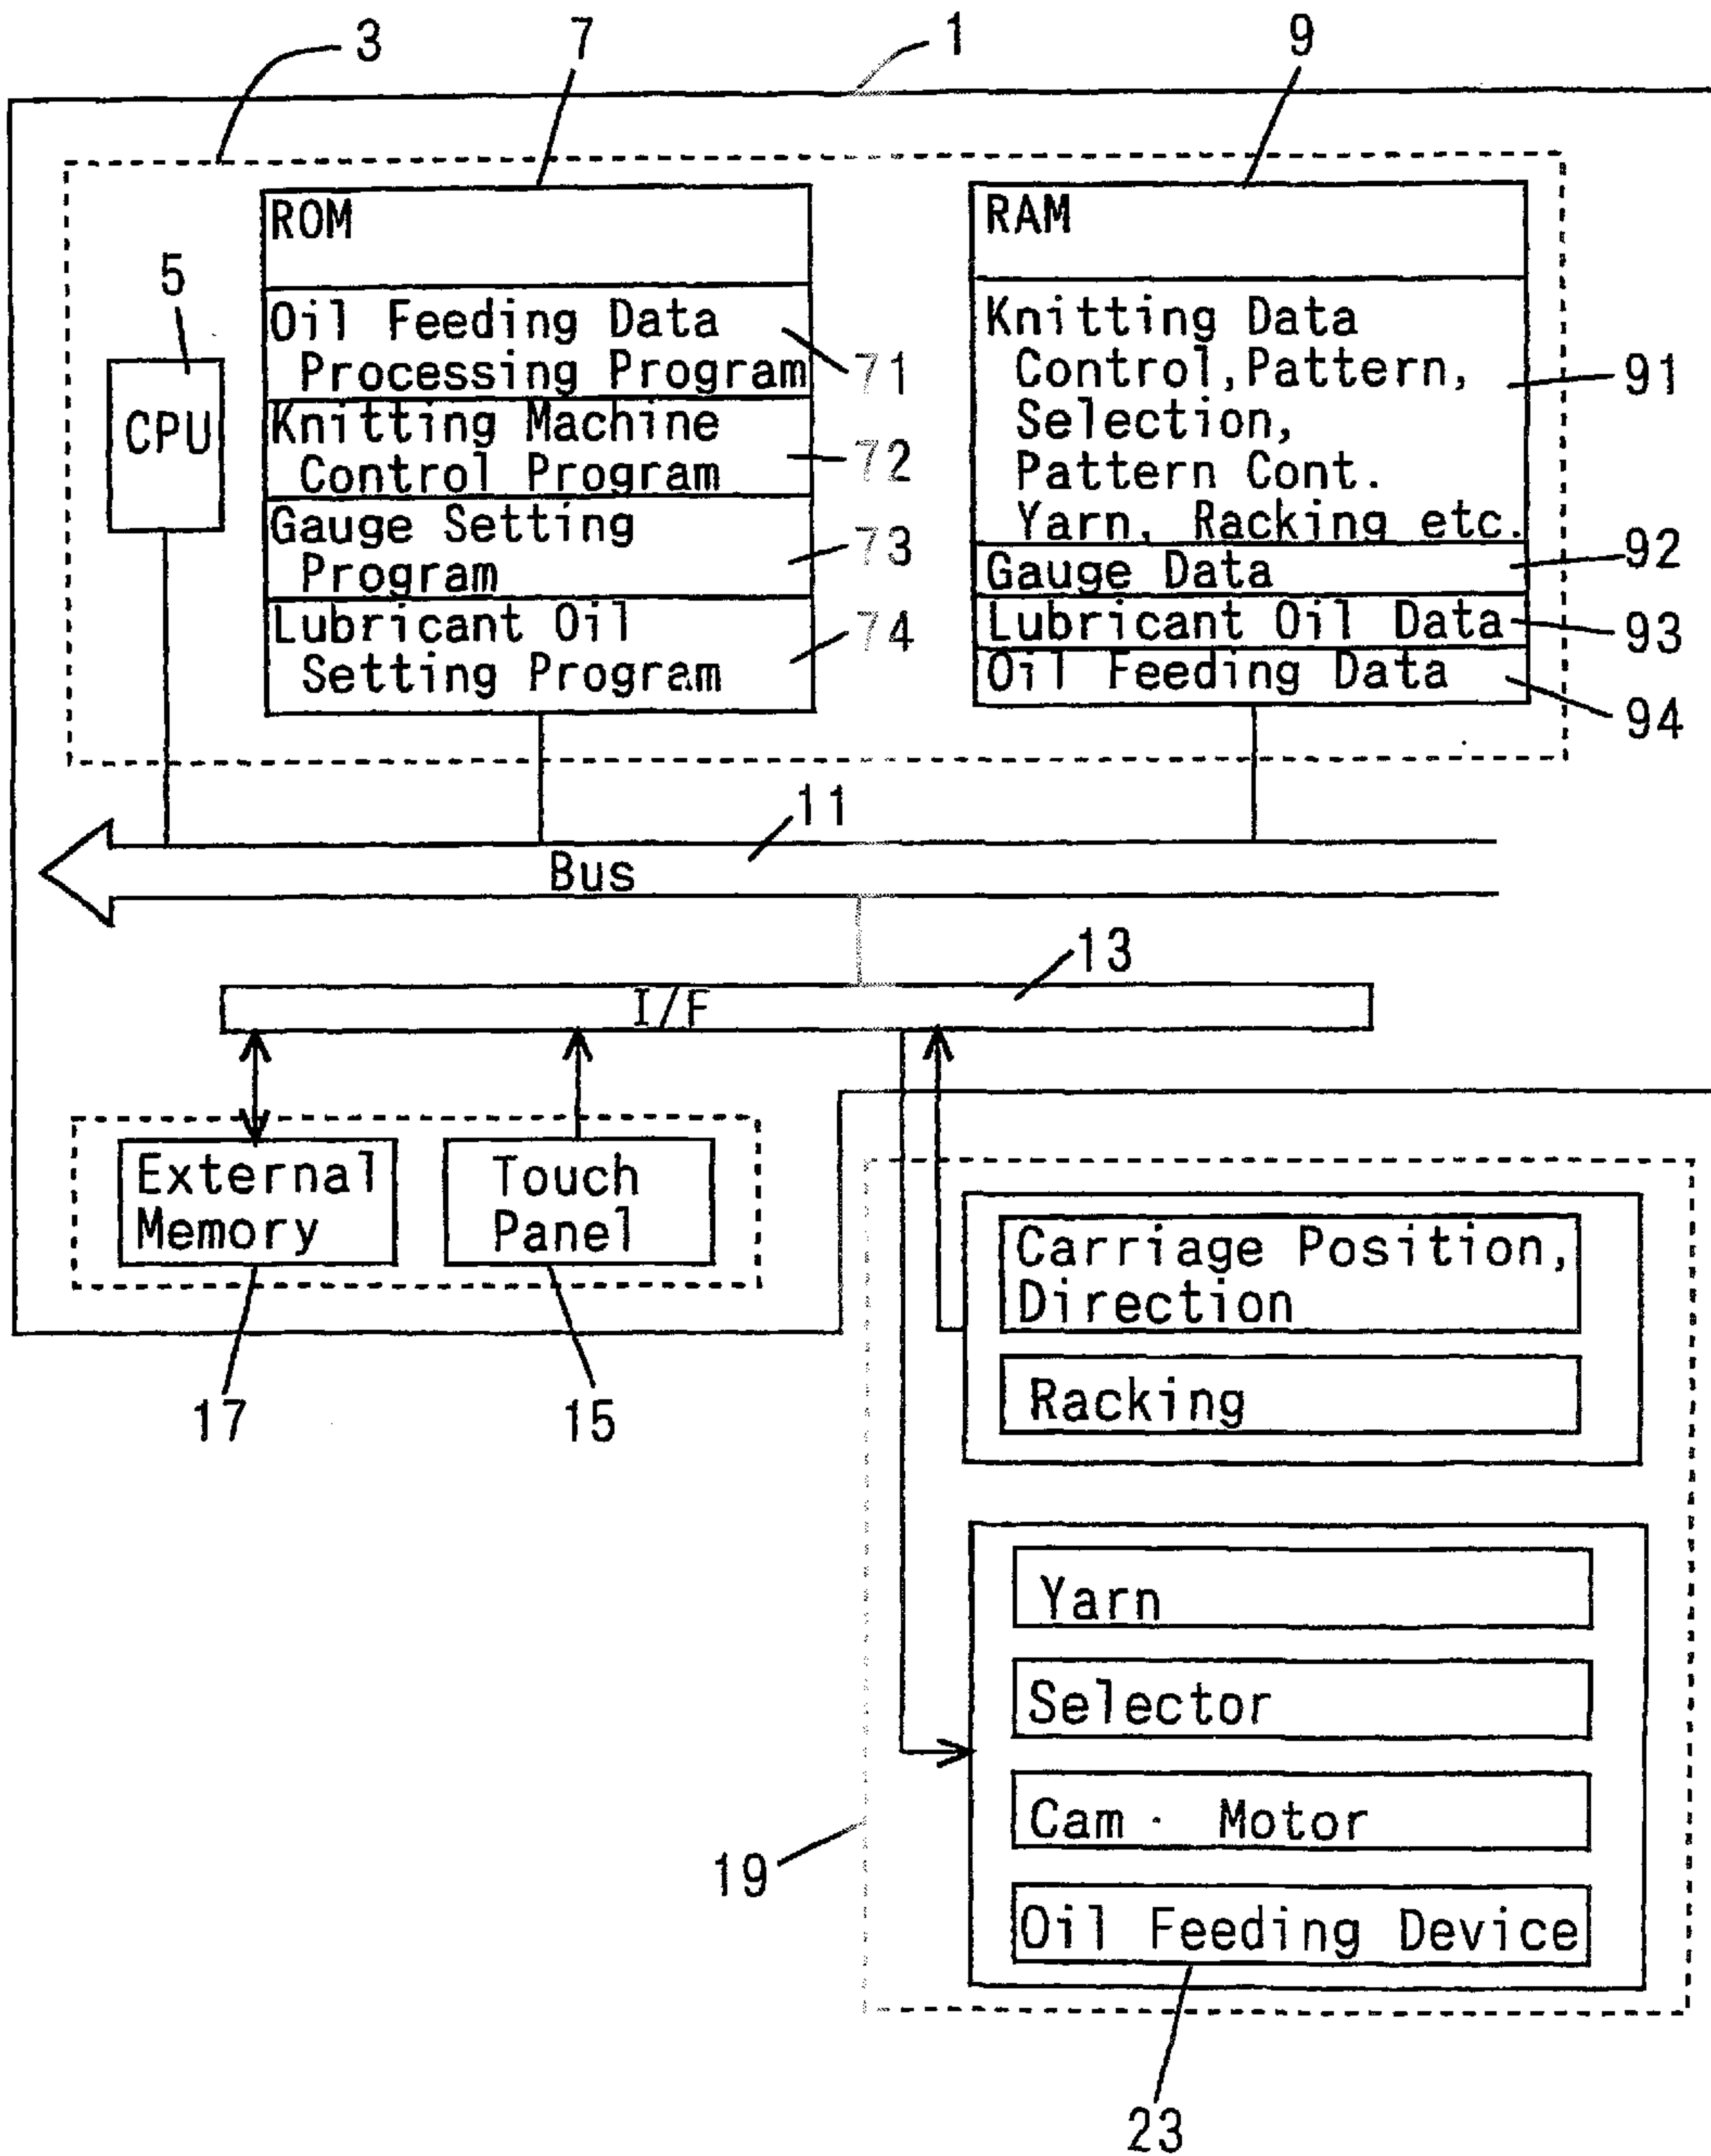 3
7
1
9
ROM
RAM
5
CPU
Oil Feeding Data
Processing Program
71
Knitting Machine
Control Program
72
Gauge Setting
Program
73
Lubricant Oil
Setting Program
74
Knitting Data
Control, Pattern,
Selection,
Pattern Cont.
Yarn, Racking etc.
91
Gauge Data
92
Lubricant Oil Data
93
Oil Feeding Data
94
11
Bus
13
I/F
External
Memory
Touch
Panel
17
15
Carriage Position,
Direction
Racking
Yarn
Selector
Cam · Motor
Oil Feeding Device
19
23